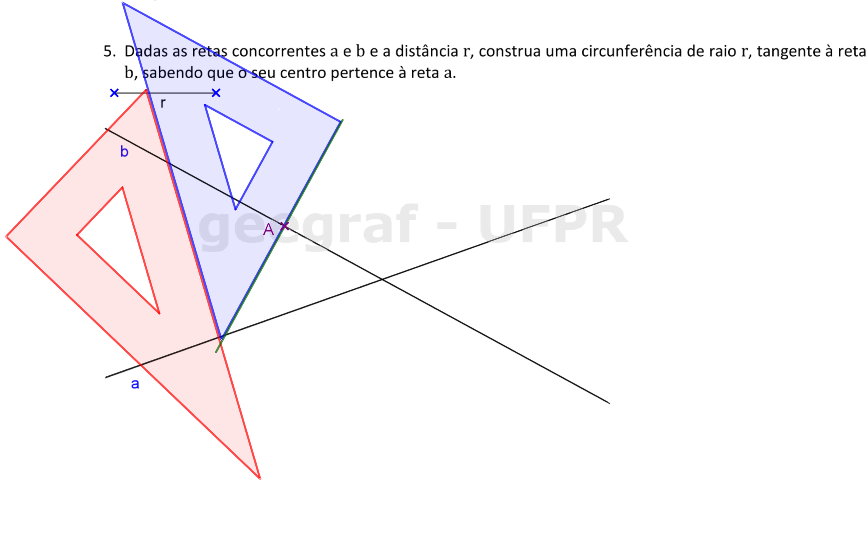 5. Dadas as retas concorrentes a e b e a distância r, construa uma circunferência de raio r, tangente à reta
b, sabendo que o seu centro pertence à reta a.
r
b
A
geegraf - UFPR
a